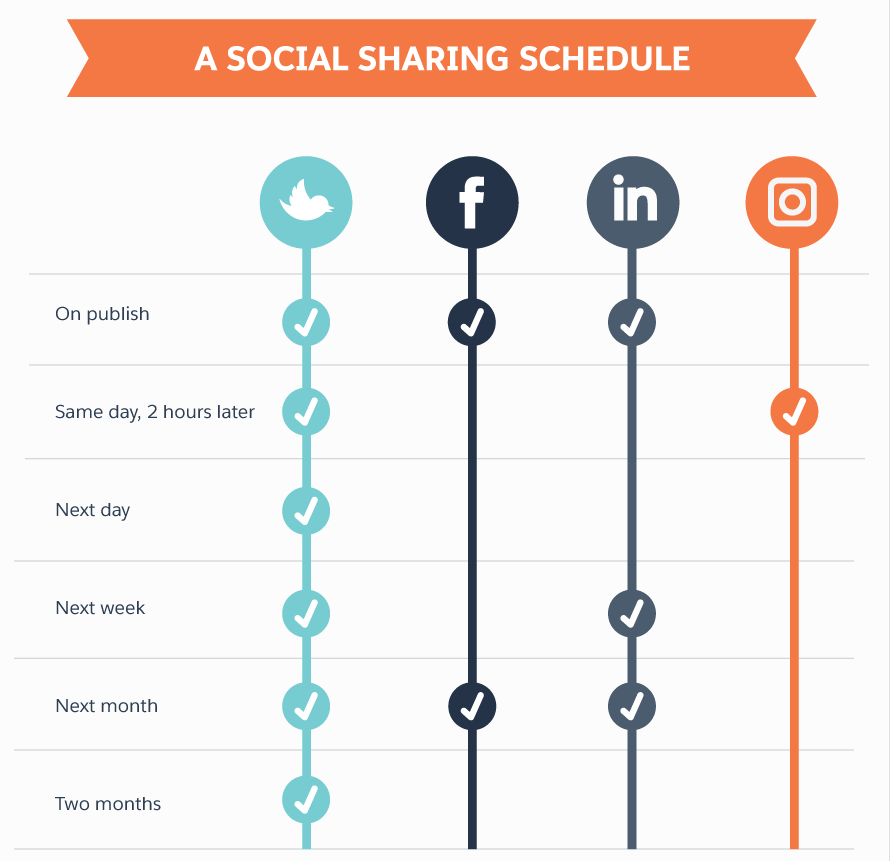 A SOCIAL SHARING SCHEDULE
f
in
On publish
Same day, 2 hours later
Next day
Next week
Next month
Two months